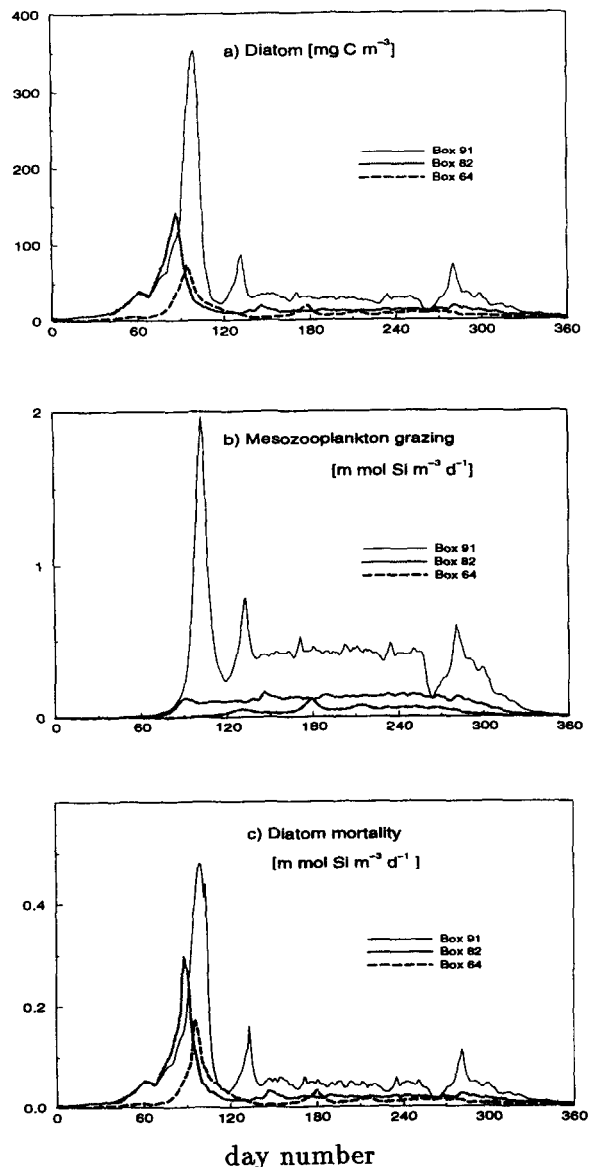 400
a) Diatom [mg C m⁻³]
300
Box 91
200
Box 82
Box 64
100
0
0 60 120 180 240 300 360
2
b) Mesozooplankton grazing
[m mol Si m⁻³ d⁻¹]
Box 91
1
Box 82
Box 64
0
0 60 120 180 240 300 360
c) Diatom mortality
[m mol Si m⁻³ d⁻¹ ]
0.4
Box 91
Box 82
Box 64
0.2
0.0
0 60 120 180 240 300 360
day number